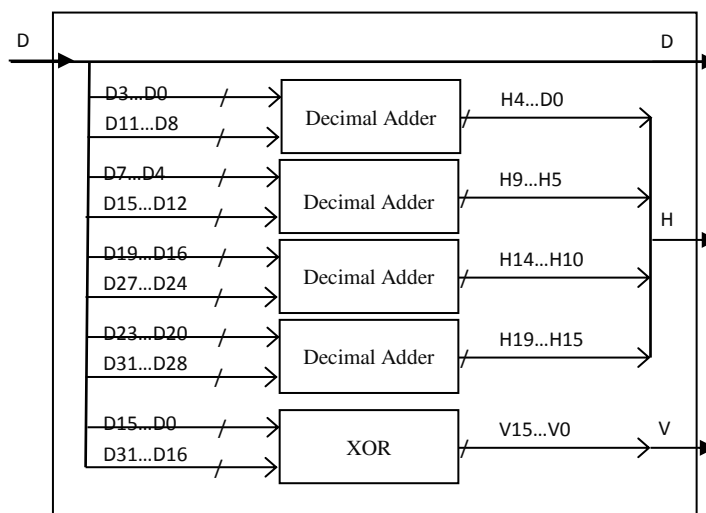 D D
D3...D0 H4...D0
Decimal Adder
D11...D8
D7...D4 H9...H5
Decimal Adder
D15...D12
H
D19...D16 H14...H10
Decimal Adder
D27...D24
D23...D20 H19...H15
Decimal Adder
D31...D28
D15...D0 V15...V0 V
XOR
D31...D16